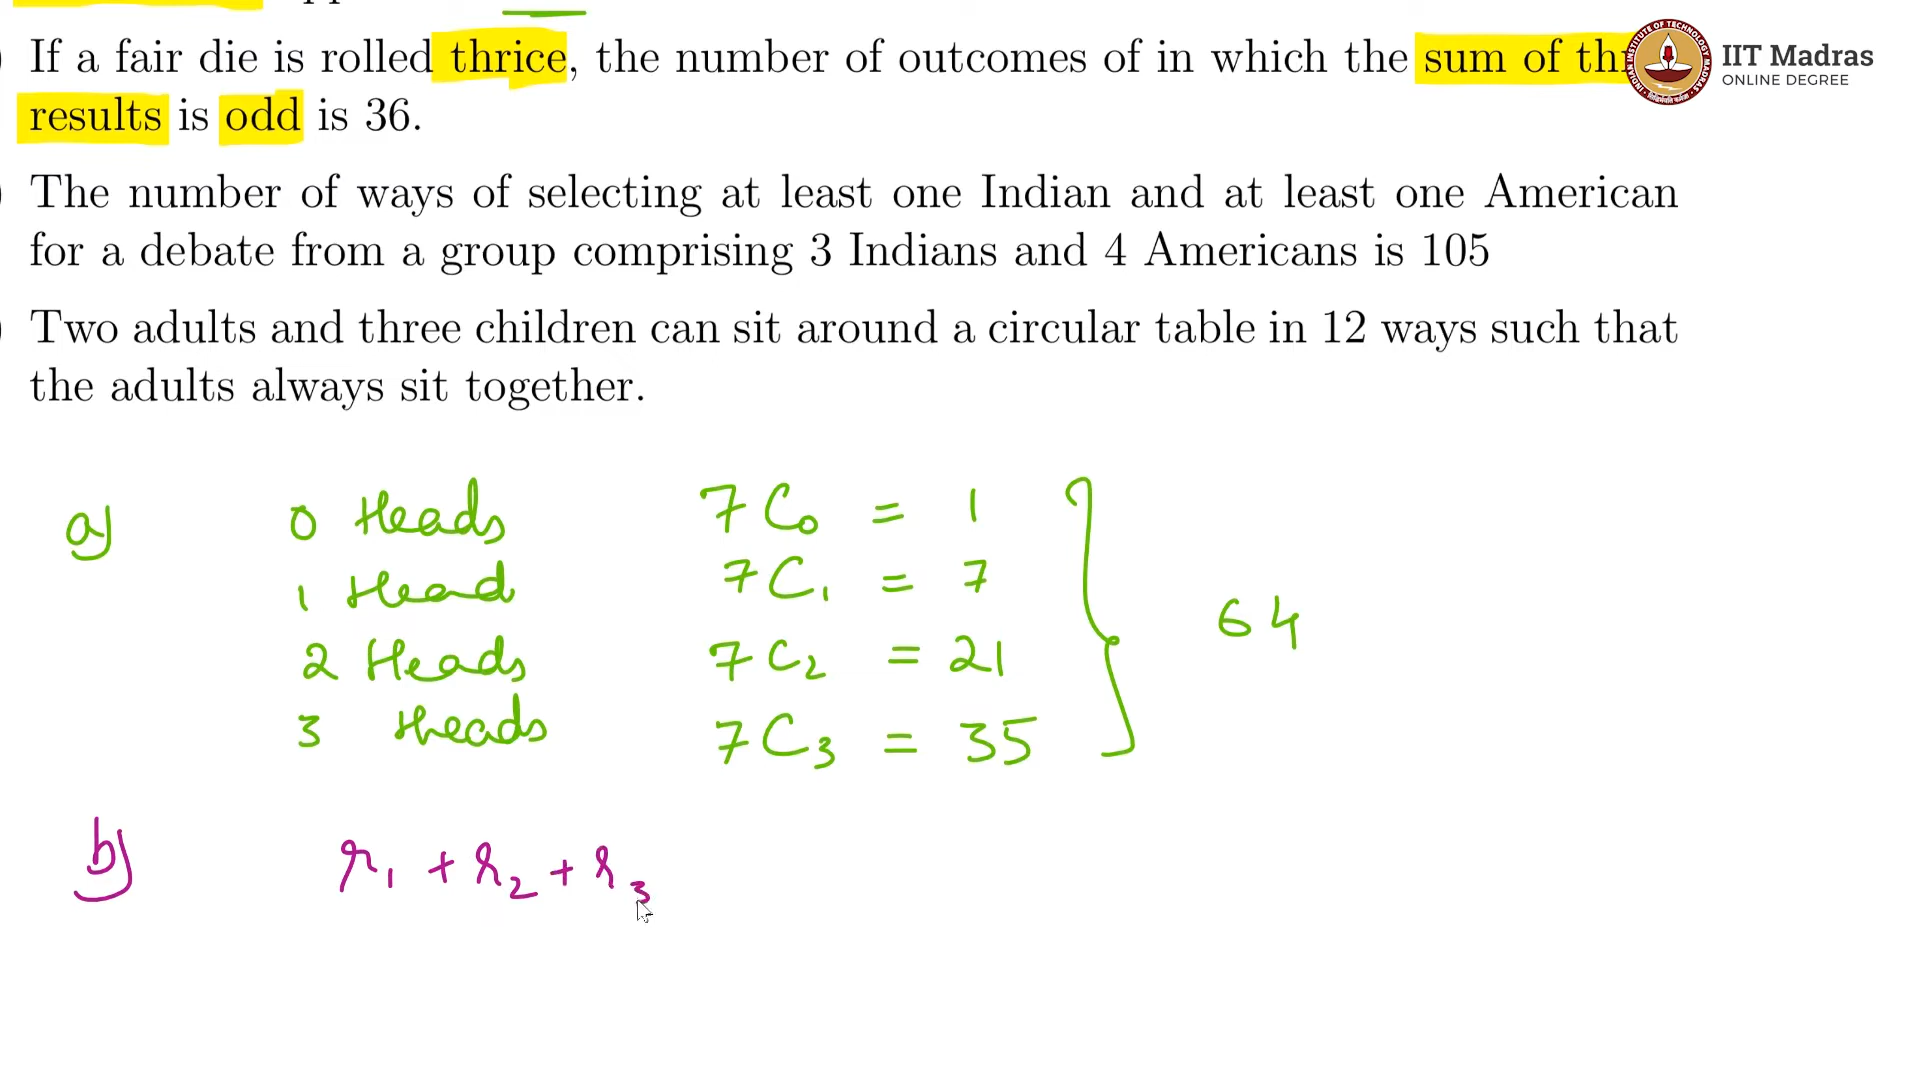 If a fair die is rolled thrice, the number of outcomes of in which the sum of
results is odd is 36.
IIT Madras
ONLINE DEGREE
The number of ways of selecting at least one Indian and at least one American
for a debate from a group comprising 3 Indians and 4 Americans is 105
Two adults and three children can sit around a circular table in 12 ways such that
the adults always sit together.
a) 0 Heads 7C0 = 1
1 Head 7C1 = 7
2 Heads 7C2 = 21
3 Heads 7C3 = 35
64
b) r1 + r2 + r3